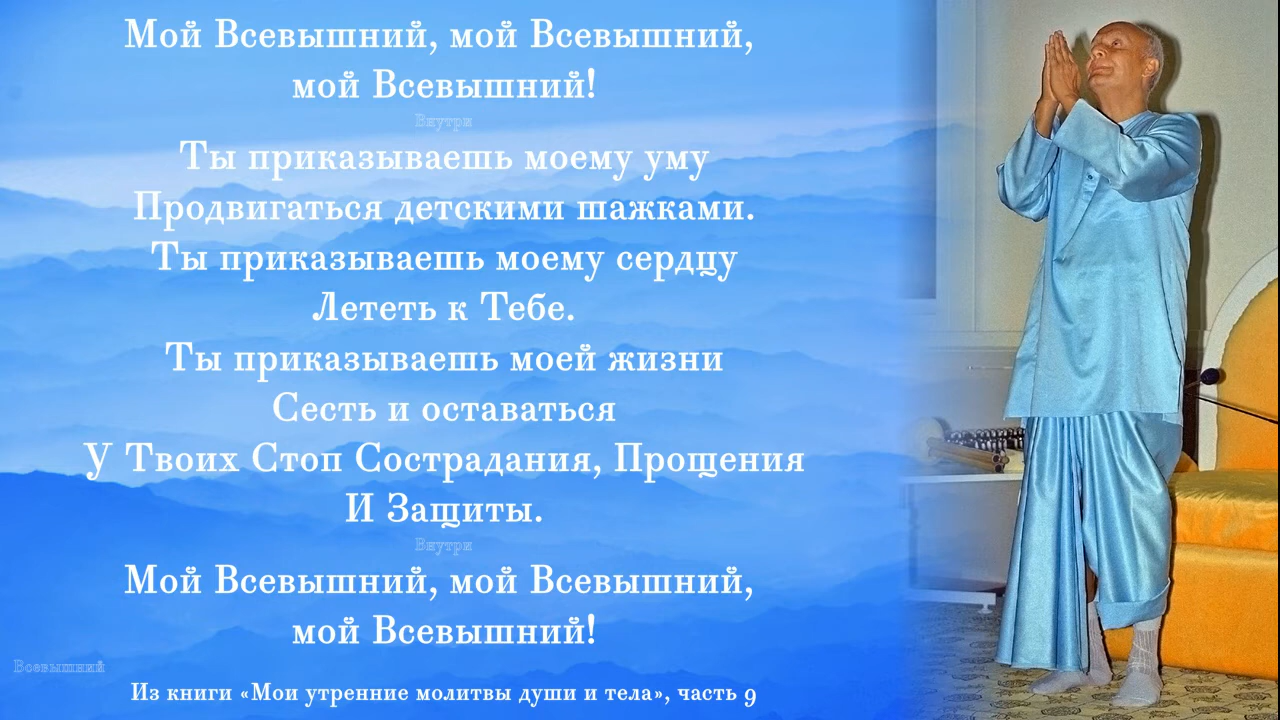 Мой Всевышний, мой Всевышний,
мой Всевышний!
Внутри
Ты приказываешь моему уму
Продвигаться детскими шажками.
Ты приказываешь моему сердцу
Лететь к Тебе.
Ты приказываешь моей жизни
Сесть и оставаться
У Твоих Стоп Сострадания, Прощения
И Защиты.
Внутри
Мой Всевышний, мой Всевышний,
мой Всевышний!
Всевышний
Из книги «Мои утренние молитвы души и тела», часть 9